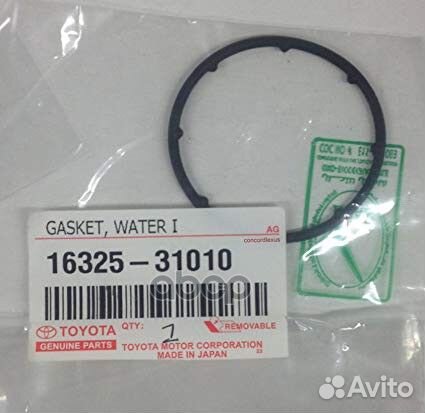 GASKET, WATER I
AG
concordlexus
16325-31010
TOYOTA
GENUINE PARTS
QTY: 1
REMOVABLE
TOYOTA MOTOR CORPORATION
MADE IN JAPAN
23
Avito